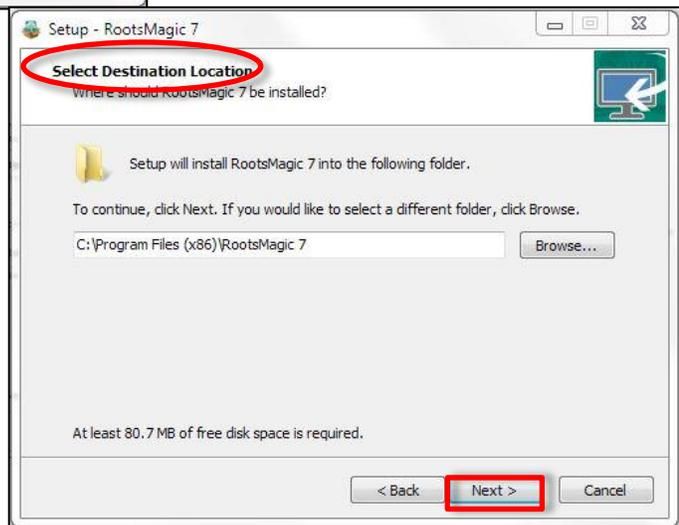 Setup - RootsMagic 7
Select Destination Location
Where should RootsMagic 7 be installed?
Setup will install RootsMagic 7 into the following folder.
To continue, click Next. If you would like to select a different folder, click Browse.
C:\Program Files (x86)\RootsMagic 7
Browse...
At least 80.7 MB of free disk space is required.
< Back
Next >
Cancel